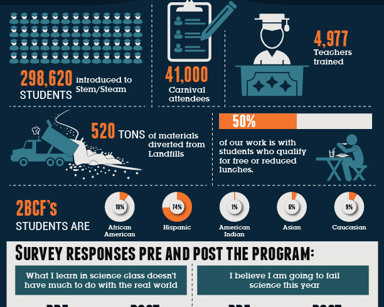 298,620
STUDENTS
introduced to
Stem/Steam
41,000
Carnival
attendees
4,977
Teachers
trained
520 TONS of materials
diverted from
Landfills
50%
of our work is with
students who qualify
for free or reduced
lunches.
2BCF's
STUDENTS ARE
18%
African
American
74%
Hispanic
1%
American
Indian
6%
Asian
9%
Caucasian
SURVEY RESPONSES PRE AND POST THE PROGRAM:
What I learn in science class doesn't
have much to do with the real world
I believe I am going to fail
science this year